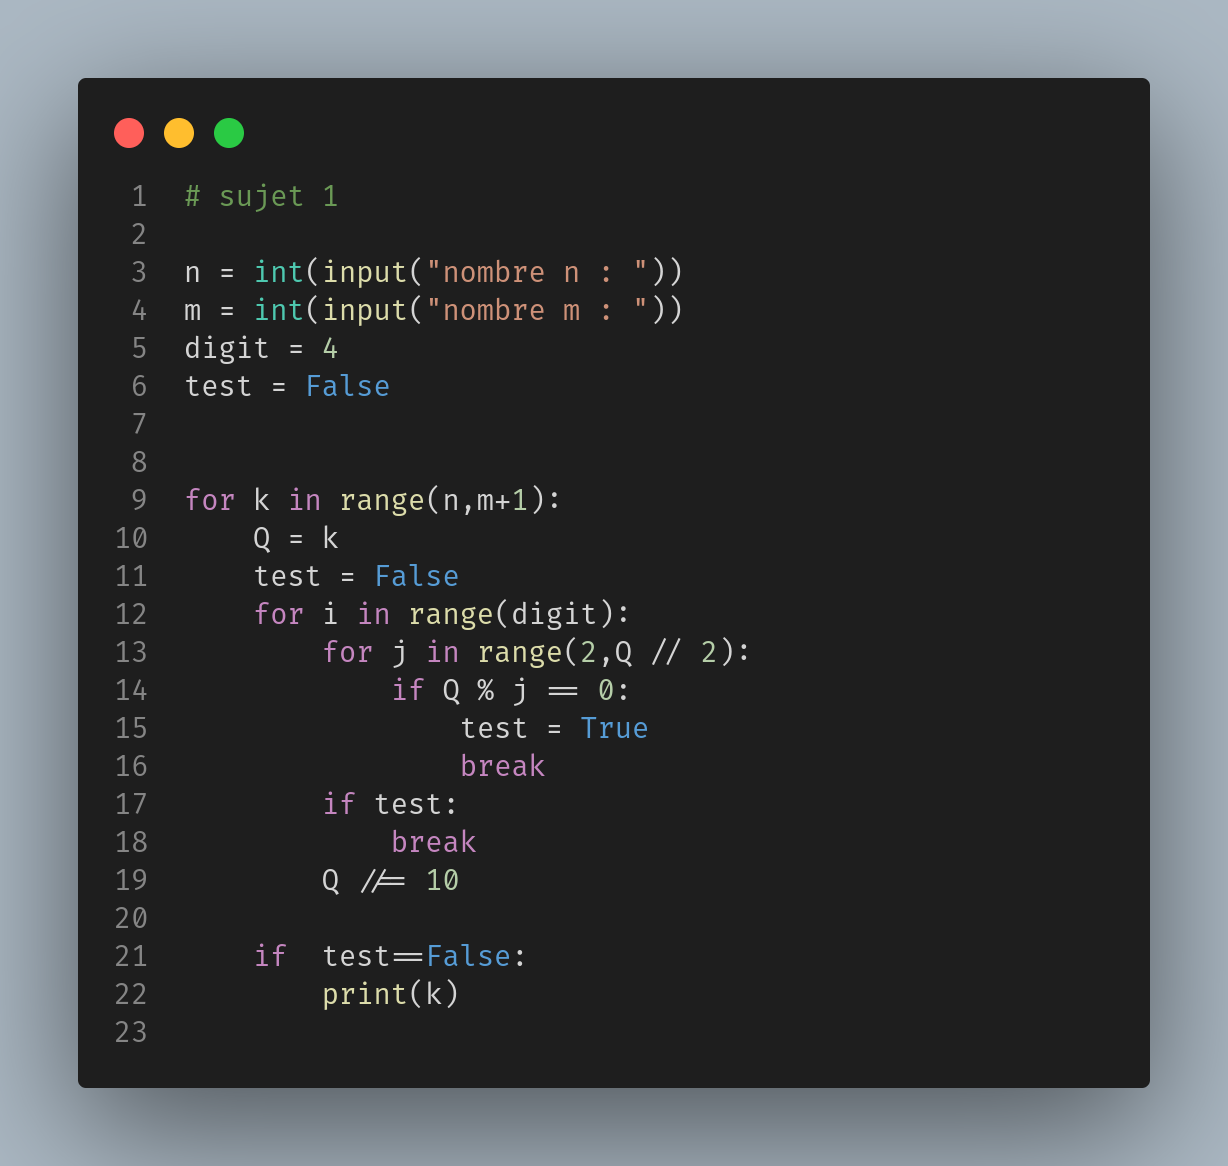 1 # sujet 1
2
3 n = int(input("nombre n : "))
4 m = int(input("nombre m : "))
5 digit = 4
6 test = False
7
8
9 for k in range(n,m+1):
10     Q = k
11     test = False
12     for i in range(digit):
13         for j in range(2,Q // 2):
14             if Q % j == 0:
15                 test = True
16                 break
17         if test:
18             break
19         Q //= 10
20
21     if  test==False:
22         print(k)
23